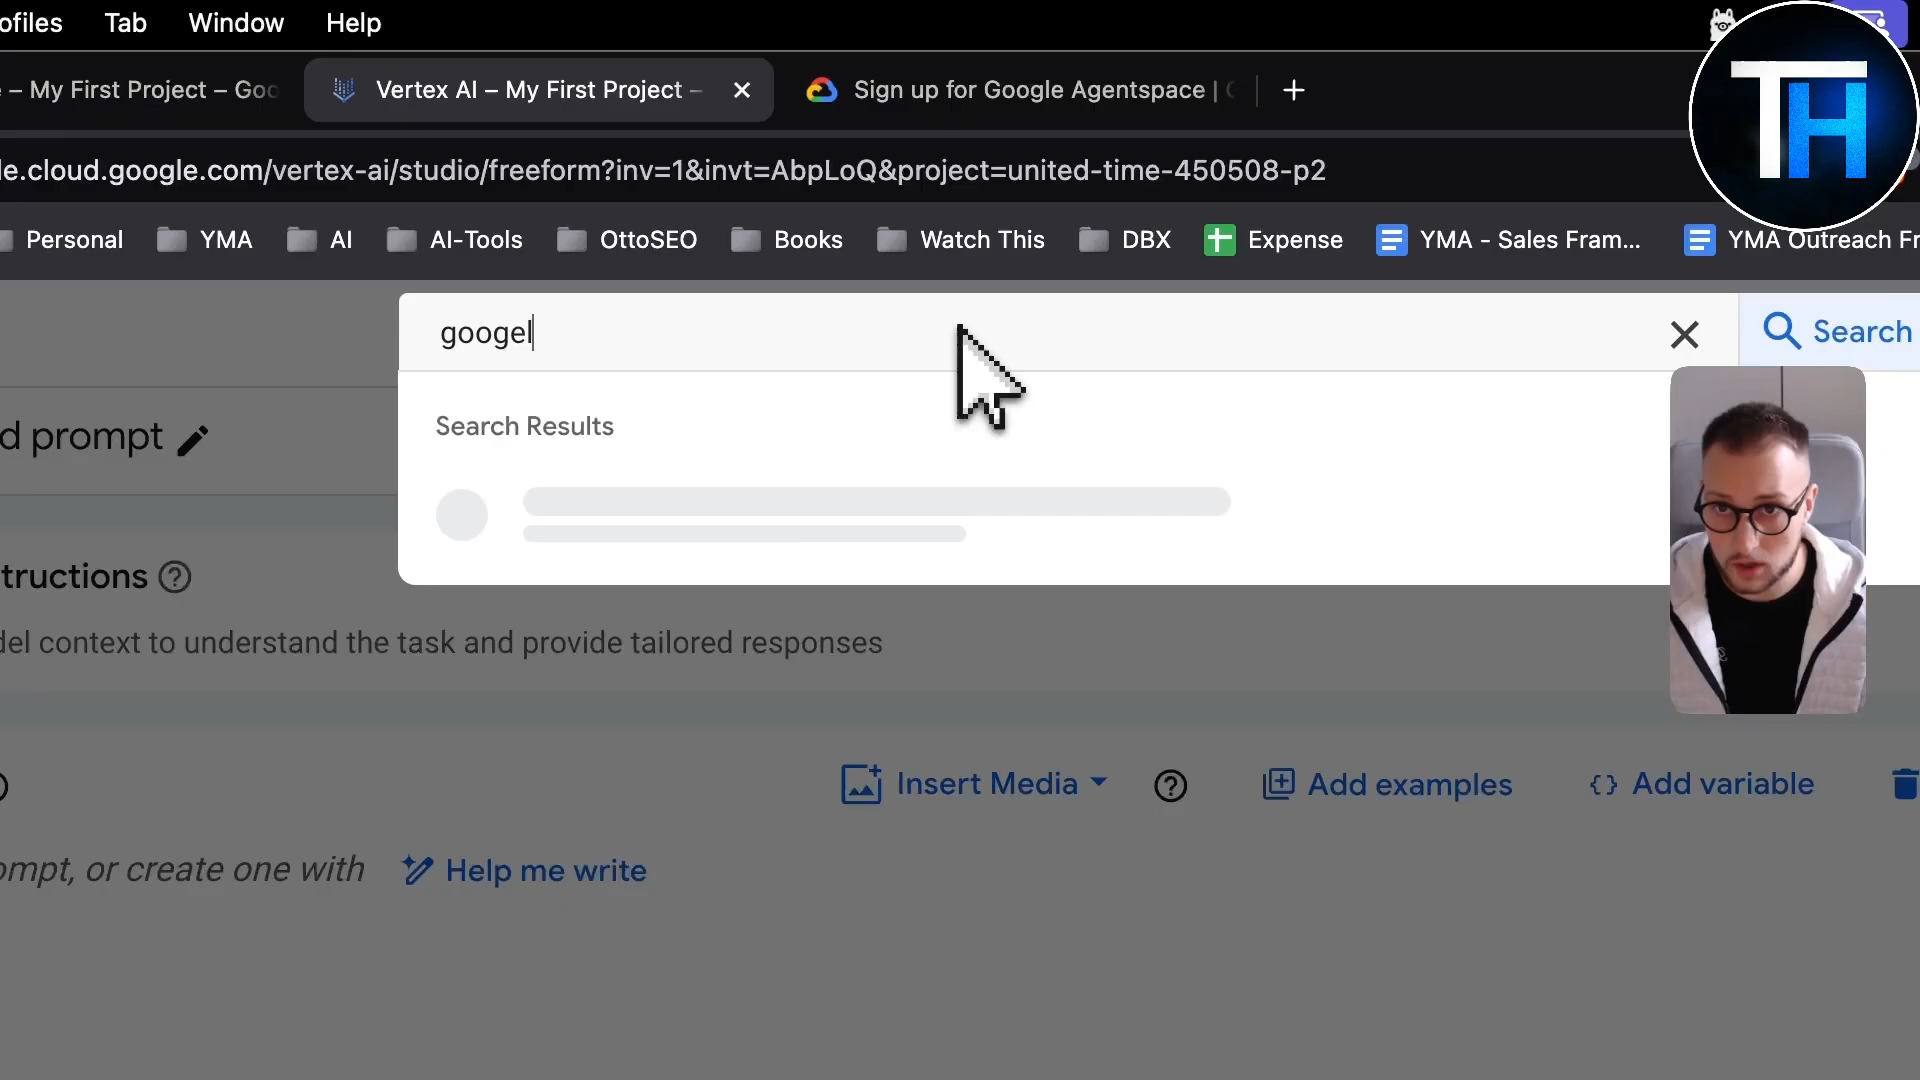 ofiles Tab Window Help
– My First Project – Goo
Vertex AI – My First Project –
Sign up for Google Agentspace |
TH
le.cloud.google.com/vertex-ai/studio/freeform?inv=1&invt=AbpLoQ&project=united-time-450508-p2
Personal YMA AI AI-Tools OttoSEO Books Watch This DBX Expense YMA - Sales Fram... YMA Outreach Fr
googel
Search
Search Results
d prompt
tructions
del context to understand the task and provide tailored responses
Insert Media Add examples Add variable
ompt, or create one with Help me write